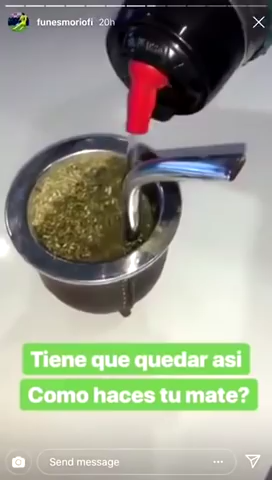 funesmoriofi 20h
Tiene que quedar asi
Como haces tu mate?
Send message